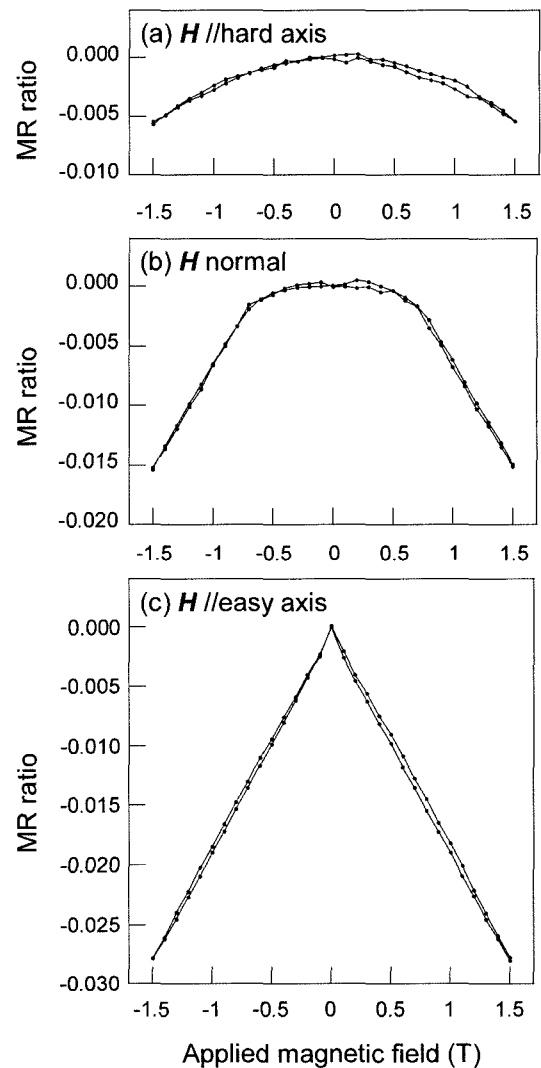 (a) H //hard axis
0.000
-0.005
-0.010
MR ratio
-1.5 -1 -0.5 0 0.5 1 1.5
(b) H normal
0.000
-0.005
-0.010
-0.015
-0.020
MR ratio
-1.5 -1 -0.5 0 0.5 1 1.5
(c) H //easy axis
0.000
-0.005
-0.010
-0.015
-0.020
-0.025
-0.030
MR ratio
-1.5 -1 -0.5 0 0.5 1 1.5
Applied magnetic field (T)